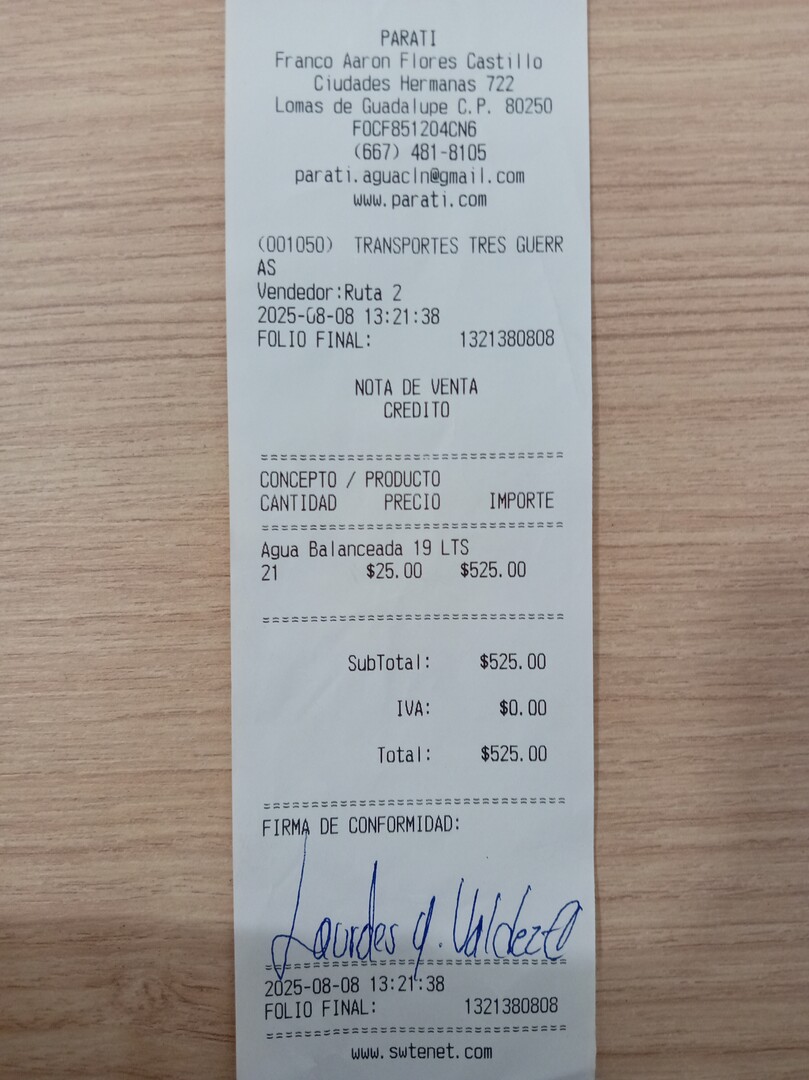 PARATI
Franco Aaron Flores Castillo
Ciudades Hermanas 722
Lomas de Guadalupe C.P. 80250
FOCF851204CN6
(667) 481-8105
parati.aguacln@gmail.com
www.parati.com
(001050) TRANSPORTES TRES GUERR
AS
Vendedor:Ruta 2
2025-08-08 13:21:38
FOLIO FINAL: 1321380808
NOTA DE VENTA
CREDITO
==============================
CONCEPTO / PRODUCTO
CANTIDAD PRECIO IMPORTE
==============================
Agua Balanceada 19 LTS
21 $25.00 $525.00
==============================
SubTotal: $525.00
IVA: $0.00
Total: $525.00
==============================
FIRMA DE CONFORMIDAD:
Lourdes y. Valdez
==============================
2025-08-08 13:21:38
FOLIO FINAL: 1321380808
==============================
www.swtenet.com